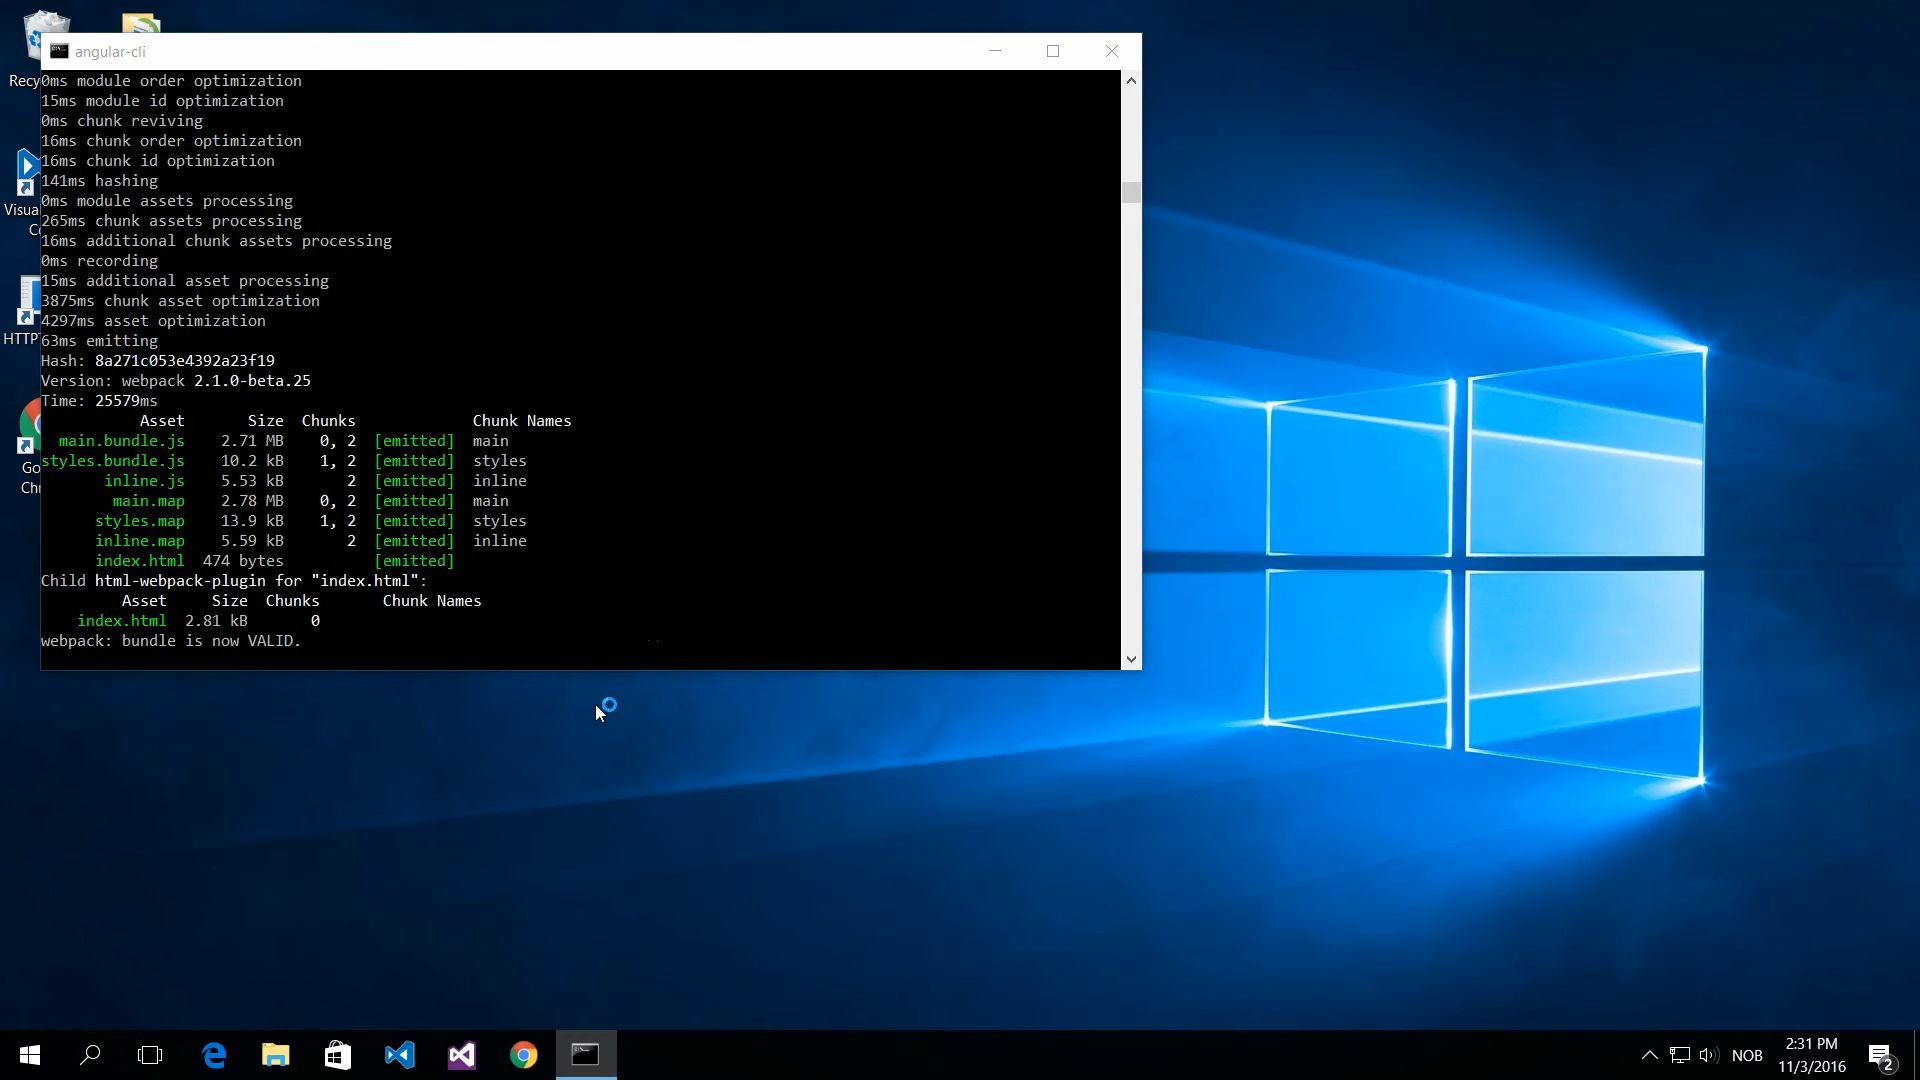 angular-cli
0ms module order optimization
15ms module id optimization
0ms chunk reviving
16ms chunk order optimization
16ms chunk id optimization
141ms hashing
0ms module assets processing
265ms chunk assets processing
16ms additional chunk assets processing
0ms recording
15ms additional asset processing
3875ms chunk asset optimization
4297ms asset optimization
63ms emitting
Hash: 8a271c053e4392a23f19
Version: webpack 2.1.0-beta.25
Time: 25579ms
Asset Size Chunks Chunk Names
main.bundle.js 2.71 MB 0, 2 [emitted] main
styles.bundle.js 10.2 kB 1, 2 [emitted] styles
inline.js 5.53 kB 2 [emitted] inline
main.map 2.78 MB 0, 2 [emitted] main
styles.map 13.9 kB 1, 2 [emitted] styles
inline.map 5.59 kB 2 [emitted] inline
index.html 474 bytes [emitted]
Child html-webpack-plugin for "index.html":
Asset Size Chunks Chunk Names
index.html 2.81 kB 0
webpack: bundle is now VALID.
Recy
Visua
Co
HTTP
Go
Chr
NOB
2:31 PM
11/3/2016
2